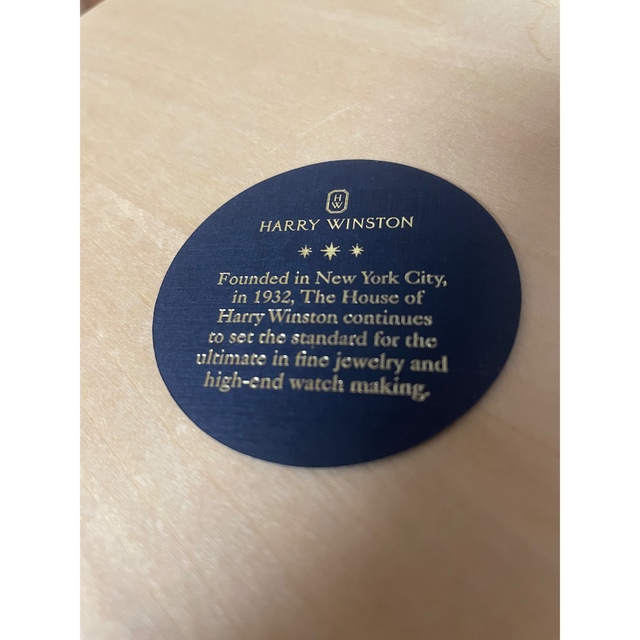 HW
HARRY WINSTON
Founded in New York City,
in 1932, The House of
Harry Winston continues
to set the standard for the
ultimate in fine jewelry and
high-end watch making.